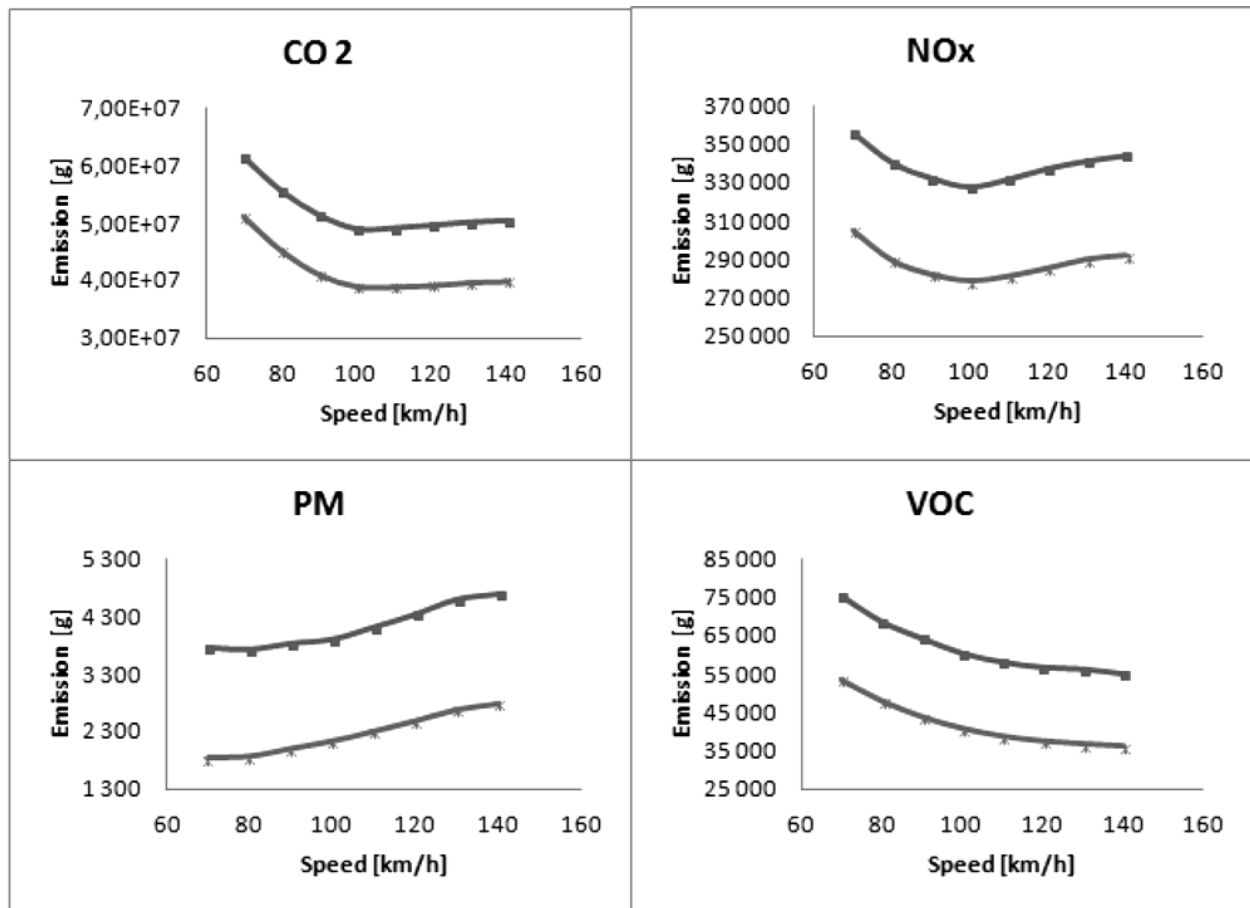 CO 2
7,00E+07
6,00E+07
5,00E+07
4,00E+07
3,00E+07
Emission [g]
60 80 100 120 140 160
Speed [km/h]
NOx
370 000
350 000
330 000
310 000
290 000
270 000
250 000
Emission [g]
60 80 100 120 140 160
Speed [km/h]
PM
5 300
4 300
3 300
2 300
1 300
Emission [g]
60 80 100 120 140 160
Speed [km/h]
VOC
85 000
75 000
65 000
55 000
45 000
35 000
25 000
Emission [g]
60 80 100 120 140 160
Speed [km/h]